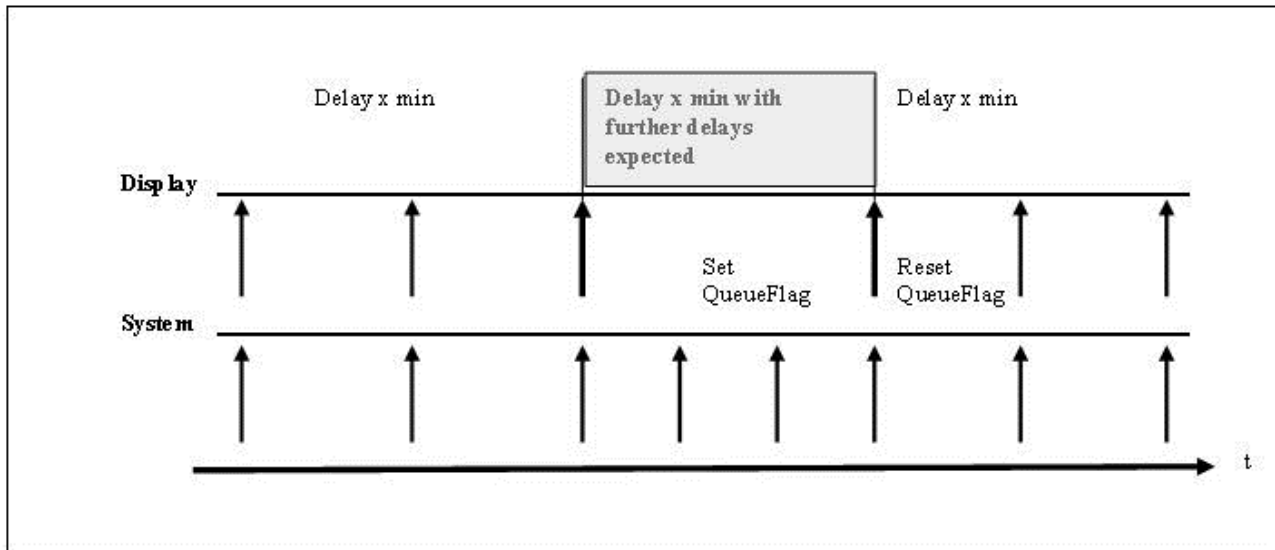 Delay x min
Delay x min with
further delays
expected
Delay x min
Display
Set
QueueFlag
Reset
QueueFlag
System
t